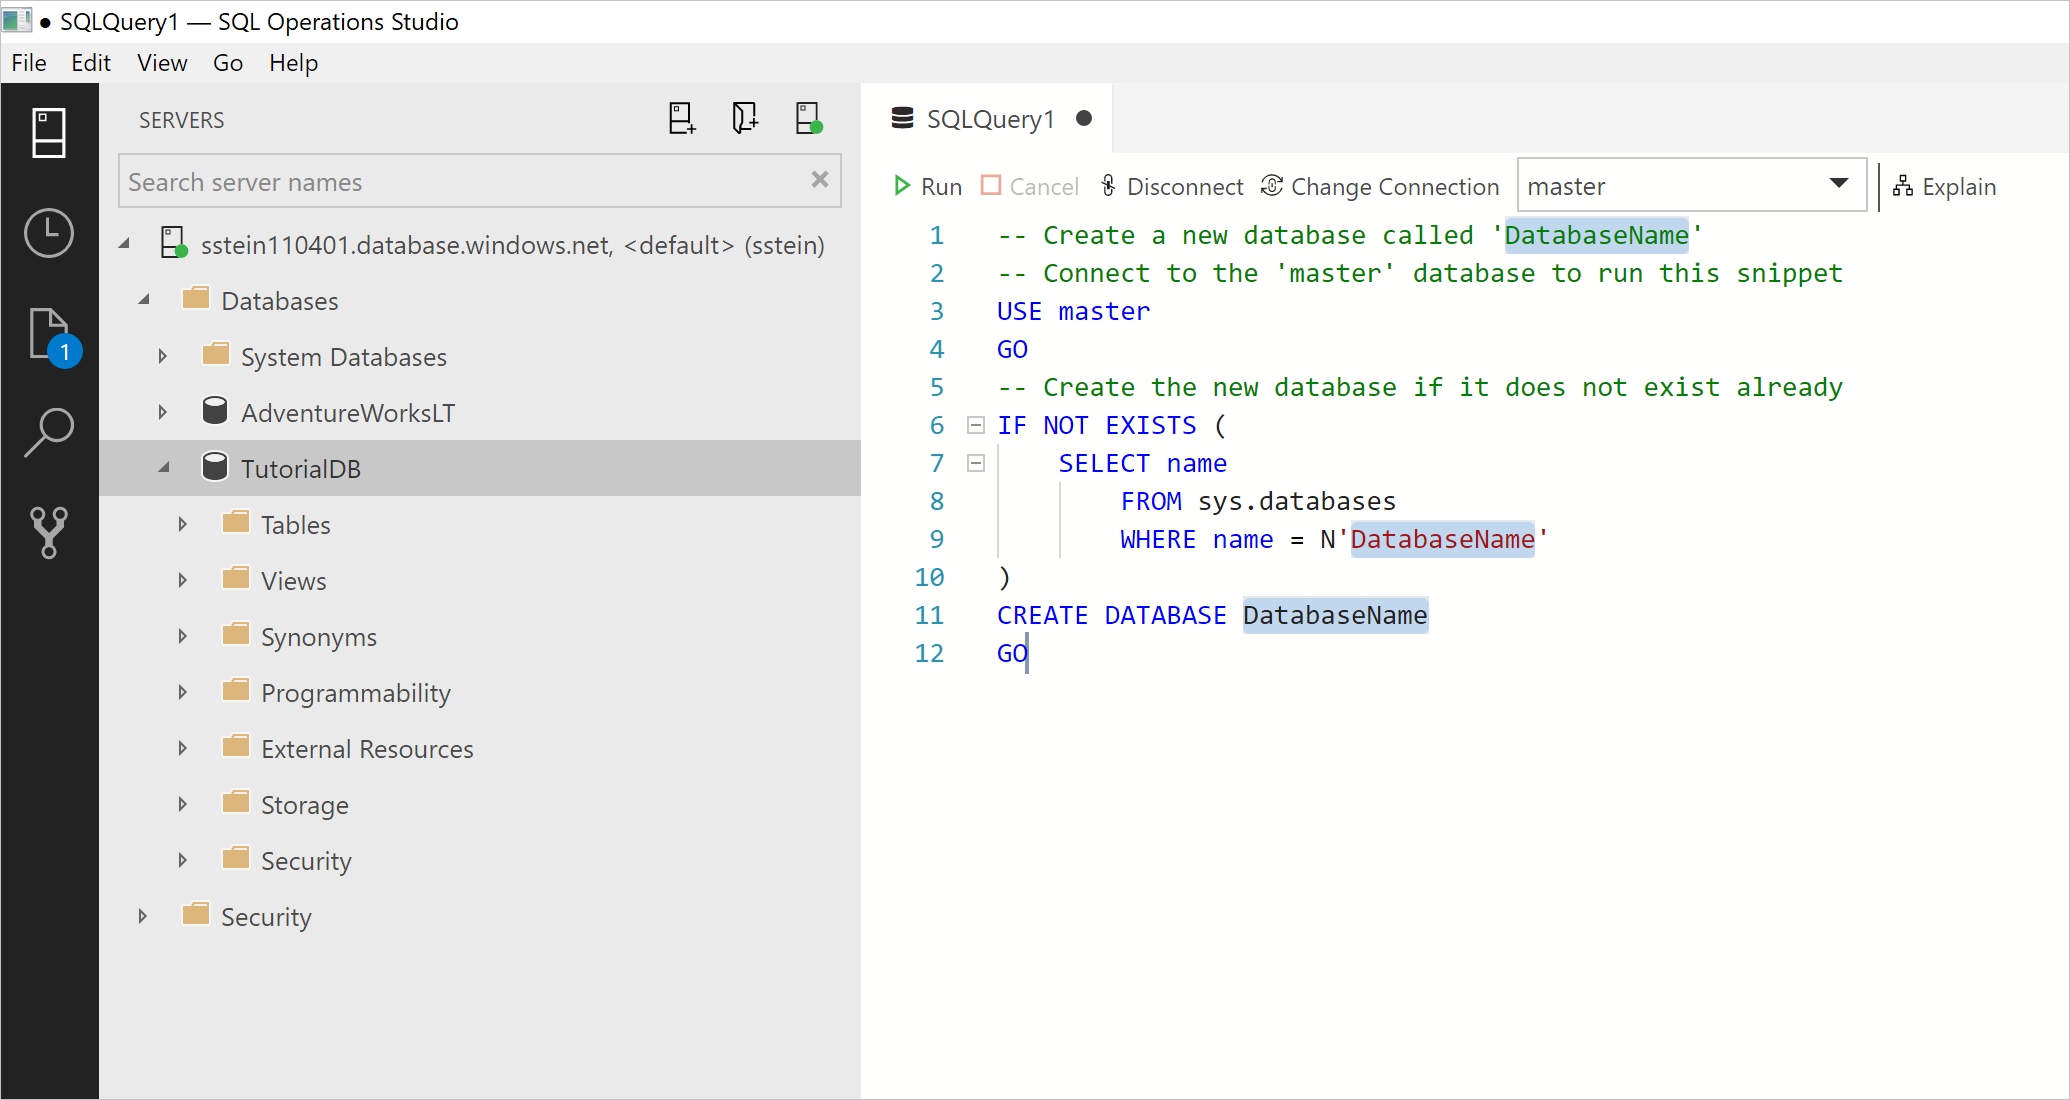 ● SQLQuery1 — SQL Operations Studio
File Edit View Go Help
SERVERS
Search server names
sstein110401.database.windows.net, <default> (sstein)
Databases
System Databases
AdventureWorksLT
TutorialDB
Tables
Views
Synonyms
Programmability
External Resources
Storage
Security
Security
1
SQLQuery1 ●
Run Cancel Disconnect Change Connection master Explain
1 -- Create a new database called 'DatabaseName'
2 -- Connect to the 'master' database to run this snippet
3 USE master
4 GO
5 -- Create the new database if it does not exist already
6 IF NOT EXISTS (
7     SELECT name
8         FROM sys.databases
9         WHERE name = N'DatabaseName'
10 )
11 CREATE DATABASE DatabaseName
12 GO